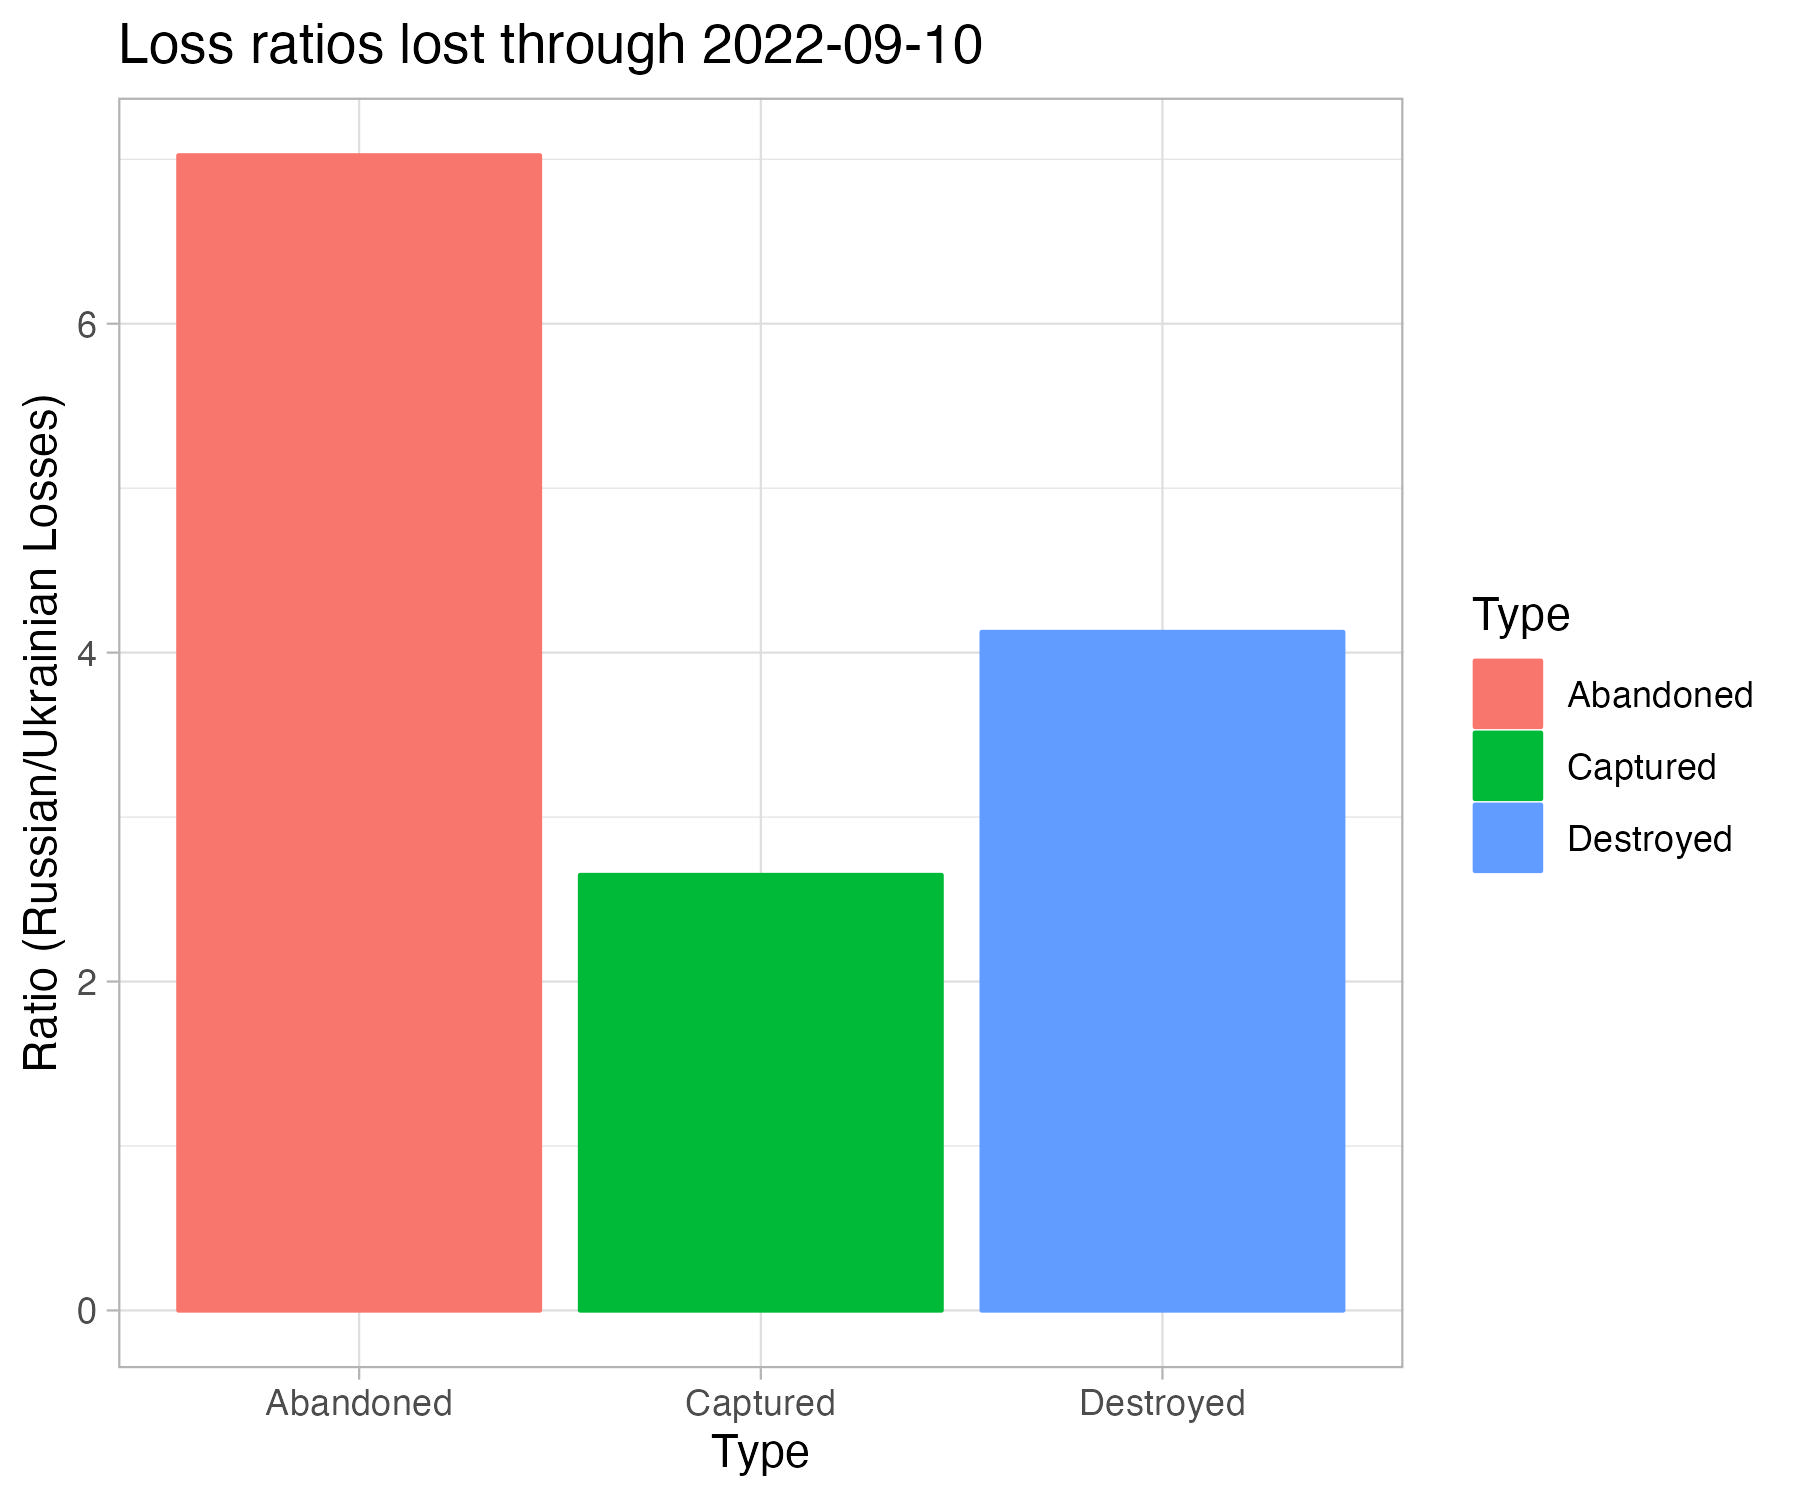 Loss ratios lost through 2022-09-10
Ratio (Russian/Ukrainian Losses)
6
4
2
0
Abandoned
Captured
Destroyed
Type
Type
Abandoned
Captured
Destroyed